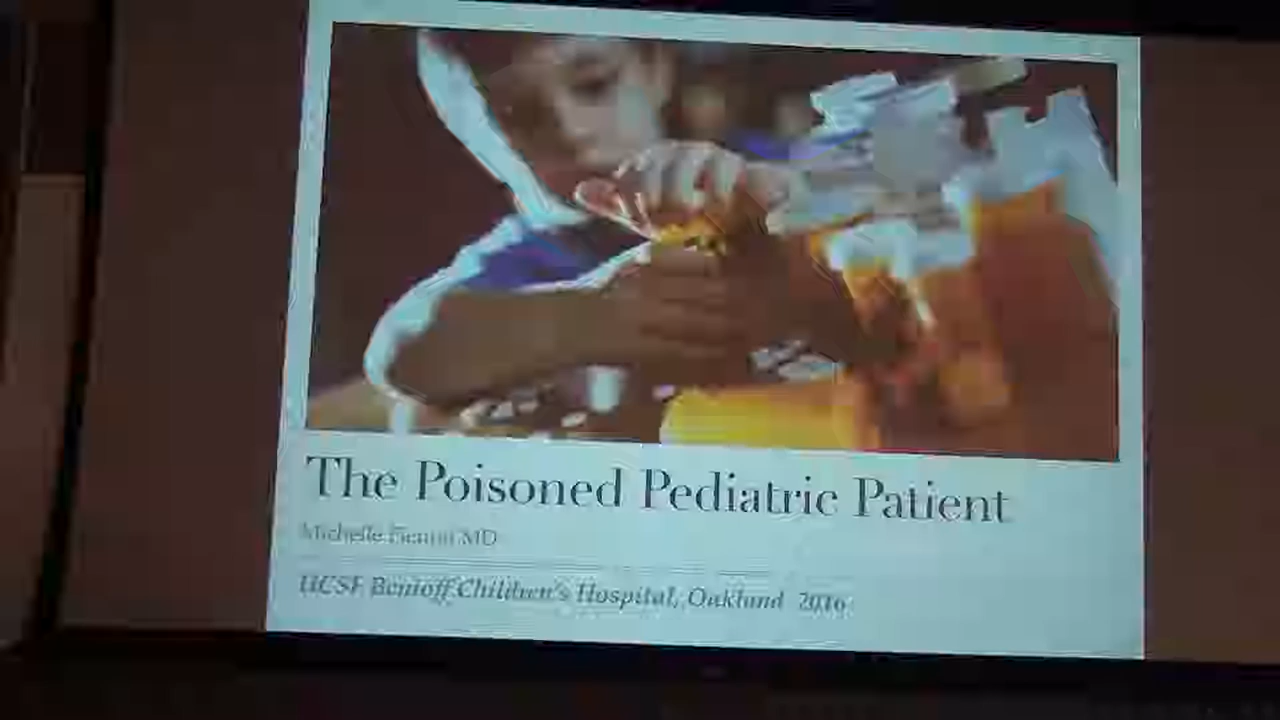 The Poisoned Pediatric Patient
Michelle MD
UCSF Benioff Children's Hospital, Oakland 2016